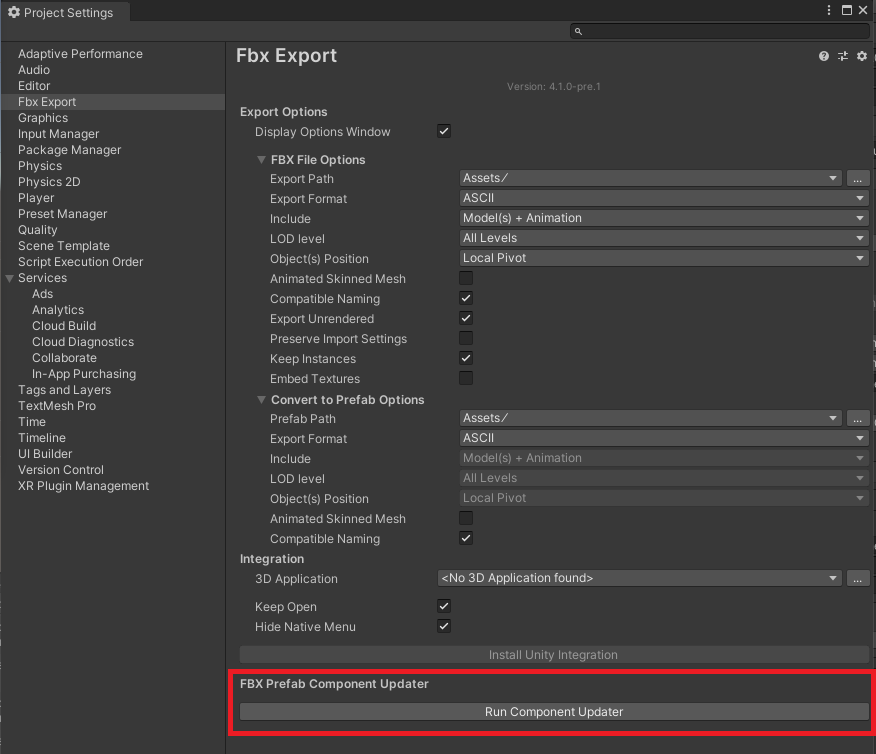 Project Settings
Adaptive Performance
Audio
Editor
Fbx Export
Graphics
Input Manager
Package Manager
Physics
Physics 2D
Player
Preset Manager
Quality
Scene Template
Script Execution Order
Services
Ads
Analytics
Cloud Build
Cloud Diagnostics
Collaborate
In-App Purchasing
Tags and Layers
TextMesh Pro
Time
Timeline
UI Builder
Version Control
XR Plugin Management
Fbx Export
Version: 4.1.0-pre.1
Export Options
Display Options Window
FBX File Options
Export Path Assets/ ...
Export Format ASCII
Include Model(s) + Animation
LOD level All Levels
Object(s) Position Local Pivot
Animated Skinned Mesh
Compatible Naming
Export Unrendered
Preserve Import Settings
Keep Instances
Embed Textures
Convert to Prefab Options
Prefab Path Assets/ ...
Export Format ASCII
Include Model(s) + Animation
LOD level All Levels
Object(s) Position Local Pivot
Animated Skinned Mesh
Compatible Naming
Integration
3D Application <No 3D Application found> ...
Keep Open
Hide Native Menu
Install Unity Integration
FBX Prefab Component Updater
Run Component Updater